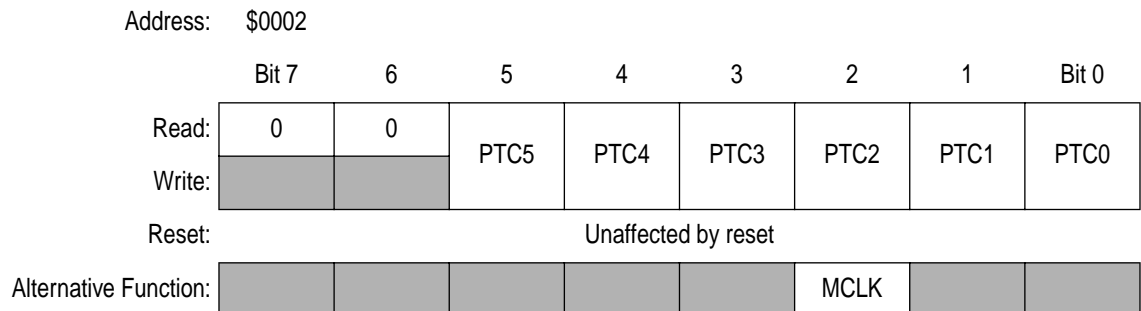 Address: $0002
Bit 7 6 5 4 3 2 1 Bit 0
Read: 0 0 PTC5 PTC4 PTC3 PTC2 PTC1 PTC0
Write:
Reset: Unaffected by reset
Alternative Function: MCLK